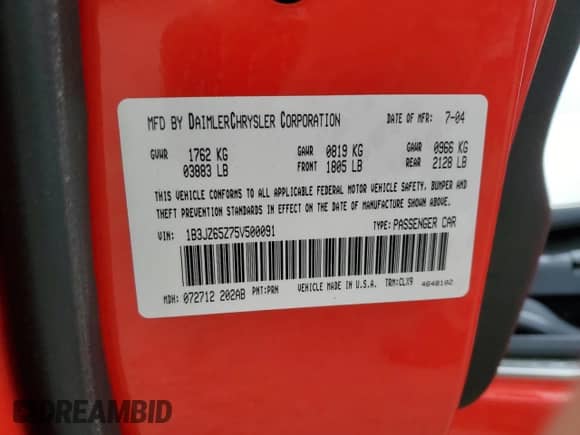 MFD BY DAIMLERCHRYSLER CORPORATION DATE OF MFR: 7-04
GVWR 1762 KG GAWR 0819 KG GAWR 0966 KG
03883 LB FRONT 1805 LB REAR 2128 LB
THIS VEHICLE CONFORMS TO ALL APPLICABLE FEDERAL MOTOR VEHICLE SAFETY, BUMPER AND
THEFT PREVENTION STANDARDS IN EFFECT ON THE DATE OF MANUFACTURE SHOWN ABOVE.
VIN: 1B3JZ65Z75V500091 TYPE: PASSENGER CAR
MDH: 072712 202AB PNT: PRN VEHICLE MADE IN U.S.A. TRM: CLX9 4648102
DREAMBID